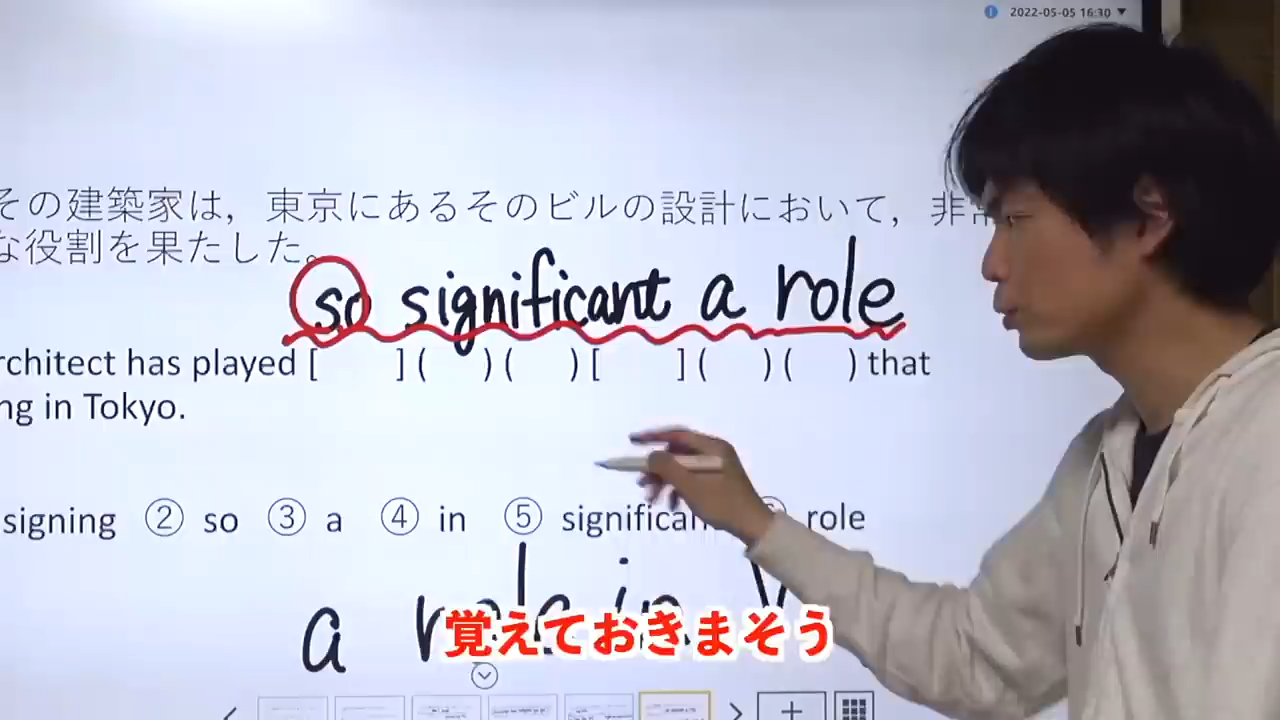 2022-05-05 16:30
その建築家は，東京にあるそのビルの設計において，非常
な役割を果たした。
so significant a role
rchitect has played [ ] ( ) ( ) [ ] ( ) ( ) that
ng in Tokyo.
signing ② so ③ a ④ in ⑤ significan role
a role in V
覚えておきまそう